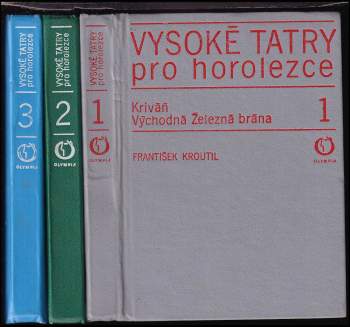 3
VYSOKÉ TATRY
pro horolezce
OLYMPIA
2
VYSOKÉ TATRY
pro horolezce
OLYMPIA
1
VYSOKÉ TATRY
pro horolezce
OLYMPIA
VYSOKÉ TATRY
pro horolezce
Kriváň
Východná Železná brána 1
FRANTIŠEK KROUTIL